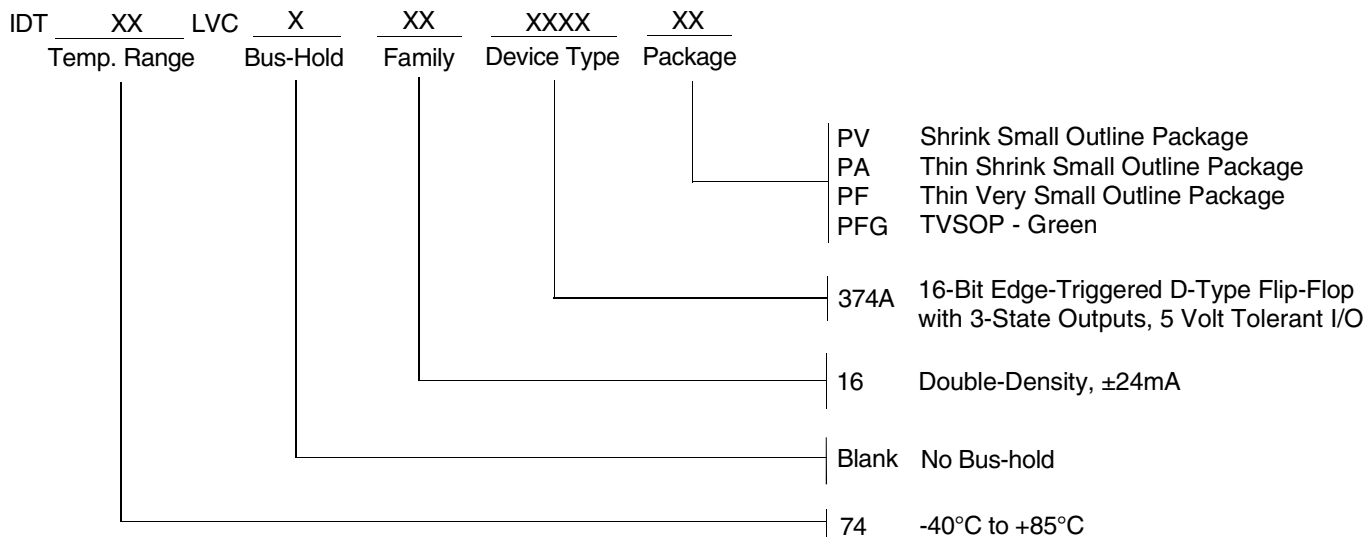 IDT XX LVC X XX XXXX XX
Temp. Range Bus-Hold Family Device Type Package
PV Shrink Small Outline Package
PA Thin Shrink Small Outline Package
PF Thin Very Small Outline Package
PFG TVSOP - Green
374A 16-Bit Edge-Triggered D-Type Flip-Flop
with 3-State Outputs, 5 Volt Tolerant I/O
16 Double-Density, ±24mA
Blank No Bus-hold
74 -40°C to +85°C